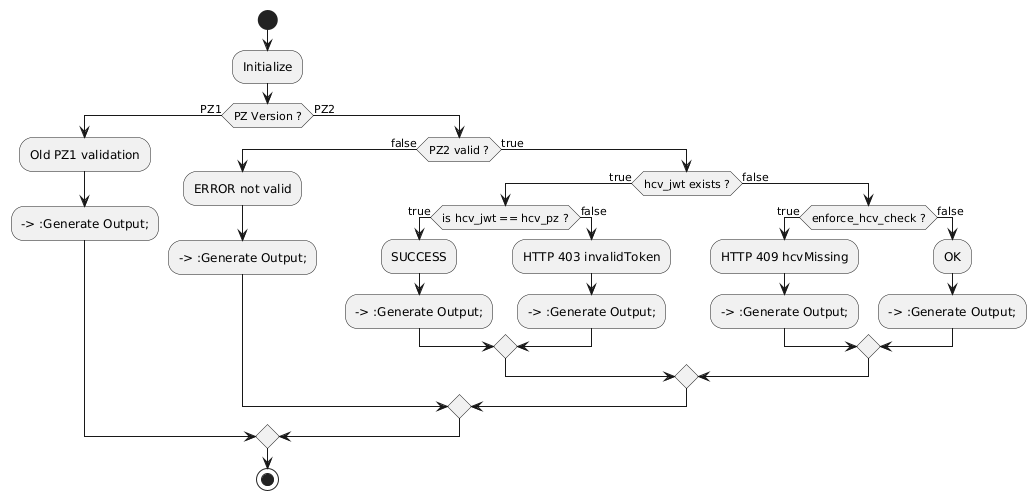 Initialize
PZ1
PZ Version ?
PZ2
Old PZ1 validation
-> :Generate Output;
false
PZ2 valid ?
true
ERROR not valid
-> :Generate Output;
true
hcv_jwt exists ?
false
true
is hcv_jwt == hcv_pz ?
false
SUCCESS
-> :Generate Output;
HTTP 403 invalidToken
-> :Generate Output;
true
enforce_hcv_check ?
false
HTTP 409 hcvMissing
-> :Generate Output;
OK
-> :Generate Output;